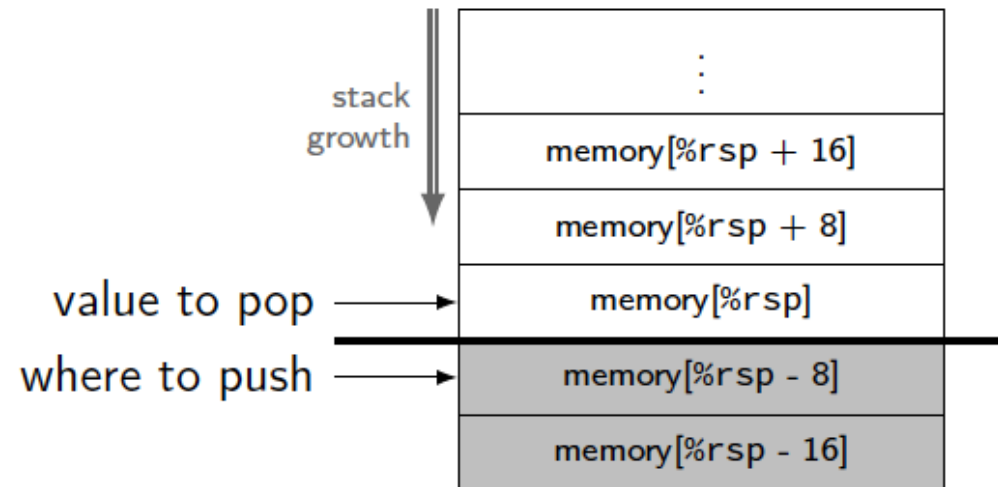 ⋮
stack
growth
memory[%rsp + 16]
memory[%rsp + 8]
value to pop
memory[%rsp]
where to push
memory[%rsp - 8]
memory[%rsp - 16]